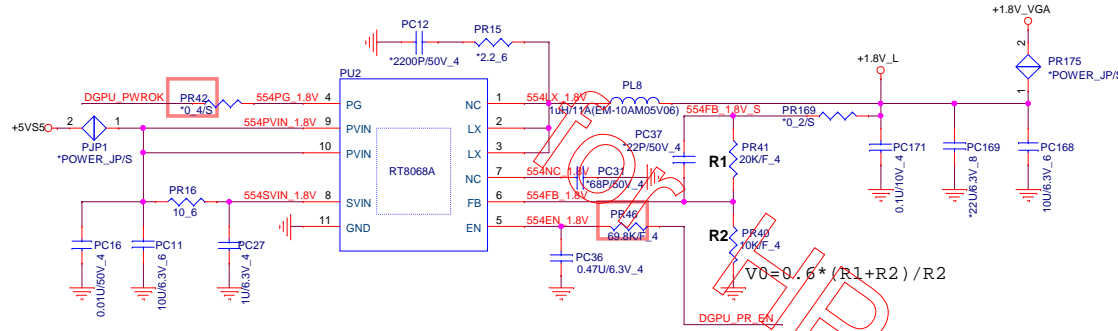 +1.8V_VGA
PC12
*2200P/50V_4
PR15
*2.2_6
2
PR175
*POWER_JP/S
1
+1.8V_L
PU2
DGPU_PWROK
PR42
*0_4/S
554PG_1.8V
4
PG
NC
1
554LX_1.8V
PL8
1uH/11A(EM-10AM05V06)
554FB_1.8V_S
PR169
*0_2/S
+5VS5
2
1
PJP1
*POWER_JP/S
554PVIN_1.8V
9
PVIN
LX
2
10
PVIN
LX
3
RT8068A
PC37
*22P/50V_4
R1
PR41
20K/F_4
PC171
0.1U/10V_4
PC169
*22U/6.3V_8
PC168
10U/6.3V_6
NC
7
554NC_1.8V
PC31
*68P/50V_4
PR16
10_6
554SVIN_1.8V
8
SVIN
FB
6
554FB_1.8V
11
GND
EN
5
554EN_1.8V
PR46
69.8K/F_4
R2
PR40
10K/F_4
PC16
0.01U/50V_4
PC11
10U/6.3V_6
PC27
1U/6.3V_4
PC36
0.47U/6.3V_4
V0=0.6*(R1+R2)/R2
DGPU_PR_EN